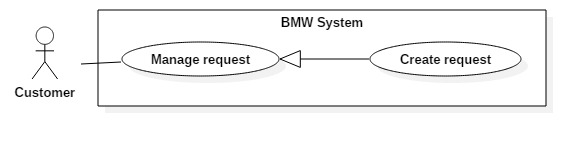 BMW System
Manage request
Create request
Customer